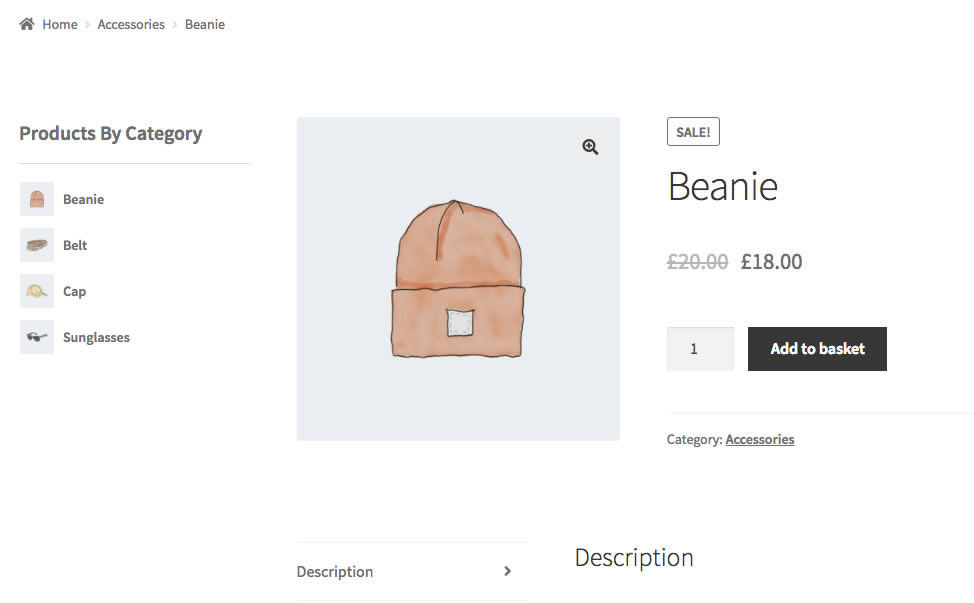 Home › Accessories › Beanie
Products By Category
Beanie
Belt
Cap
Sunglasses
SALE!
Beanie
£20.00 £18.00
1 Add to basket
Category: Accessories
Description
Description